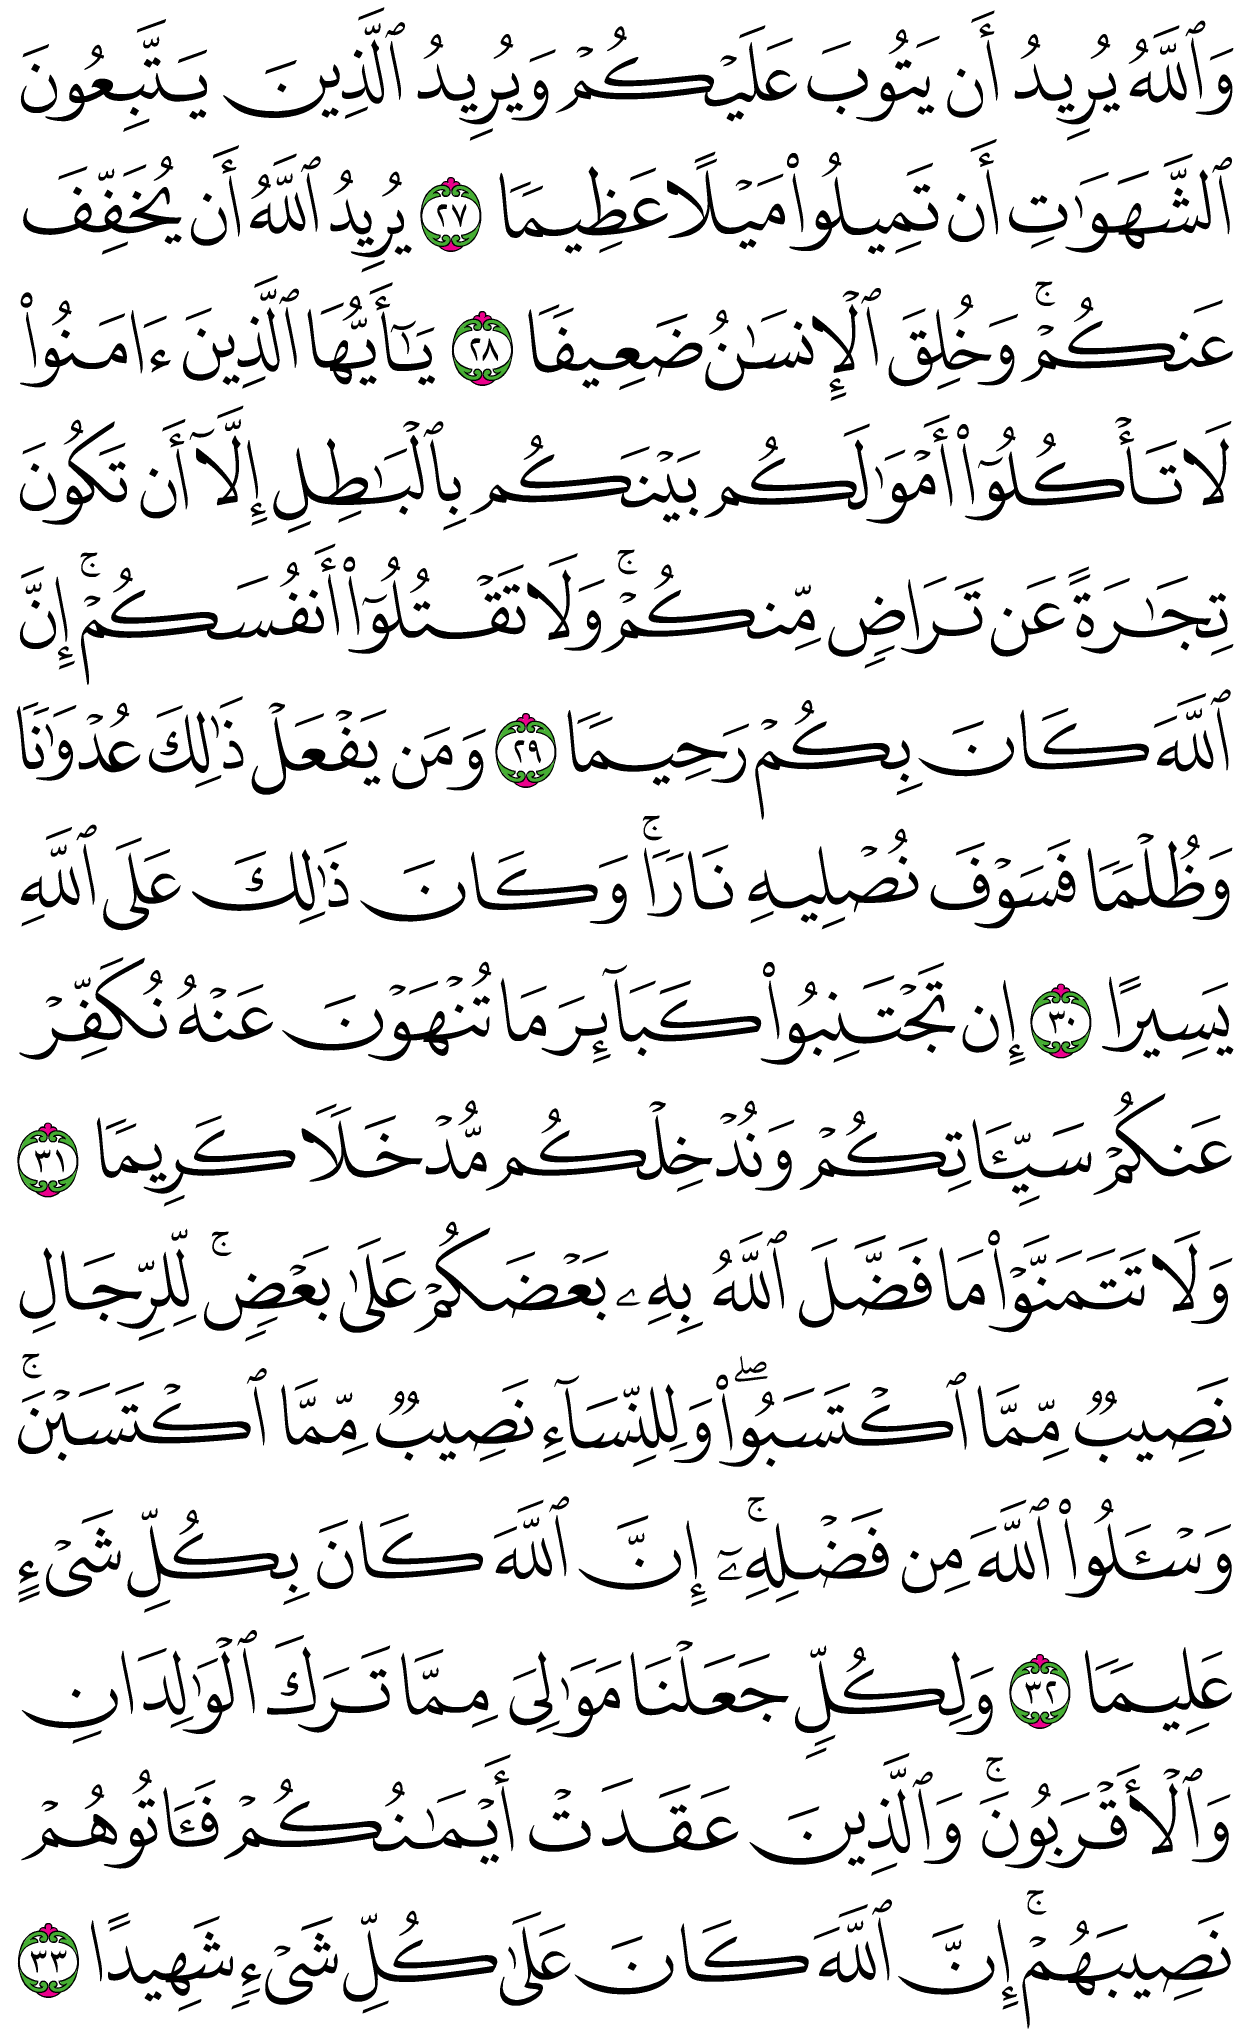 وَٱللَّهُ يُرِيدُ أَن يَتُوبَ عَلَيۡكُمۡ وَيُرِيدُ ٱلَّذِينَ يَتَّبِعُونَ
ٱلشَّهَوَٰتِ أَن تَمِيلُواْ مَيۡلًا عَظِيمٗا ٢٧ يُرِيدُ ٱللَّهُ أَن يُخَفِّفَ
عَنكُمۡۚ وَخُلِقَ ٱلۡإِنسَٰنُ ضَعِيفٗا ٢٨ يَٰٓأَيُّهَا ٱلَّذِينَ ءَامَنُواْ
لَا تَأۡكُلُوٓاْ أَمۡوَٰلَكُم بَيۡنَكُم بِٱلۡبَٰطِلِ إِلَّآ أَن تَكُونَ
تِجَٰرَةً عَن تَرَاضٖ مِّنكُمۡۚ وَلَا تَقۡتُلُوٓاْ أَنفُسَكُمۡۚ إِنَّ
ٱللَّهَ كَانَ بِكُمۡ رَحِيمٗا ٢٩ وَمَن يَفۡعَلۡ ذَٰلِكَ عُدۡوَٰنٗا
وَظُلۡمٗا فَسَوۡفَ نُصۡلِيهِ نَارٗاۚ وَكَانَ ذَٰلِكَ عَلَى ٱللَّهِ
يَسِيرًا ٣٠ إِن تَجۡتَنِبُواْ كَبَآئِرَ مَا تُنۡهَوۡنَ عَنۡهُ نُكَفِّرۡ
عَنكُمۡ سَيِّـَٔاتِكُمۡ وَنُدۡخِلۡكُم مُّدۡخَلٗا كَرِيمٗا ٣١
وَلَا تَتَمَنَّوۡاْ مَا فَضَّلَ ٱللَّهُ بِهِۦ بَعۡضَكُمۡ عَلَىٰ بَعۡضٖۚ لِّلرِّجَالِ
نَصِيبٞ مِّمَّا ٱكۡتَسَبُواْۖ وَلِلنِّسَآءِ نَصِيبٞ مِّمَّا ٱكۡتَسَبۡنَۚ
وَسۡـَٔلُواْ ٱللَّهَ مِن فَضۡلِهِۦٓۚ إِنَّ ٱللَّهَ كَانَ بِكُلِّ شَيۡءٍ
عَلِيمٗا ٣٢ وَلِكُلّٖ جَعَلۡنَا مَوَٰلِيَ مِمَّا تَرَكَ ٱلۡوَٰلِدَانِ
وَٱلۡأَقۡرَبُونَۚ وَٱلَّذِينَ عَقَدَتۡ أَيۡمَٰنُكُمۡ فَـَٔاتُوهُمۡ
نَصِيبَهُمۡۚ إِنَّ ٱللَّهَ كَانَ عَلَىٰ كُلِّ شَيۡءٖ شَهِيدًا ٣٣